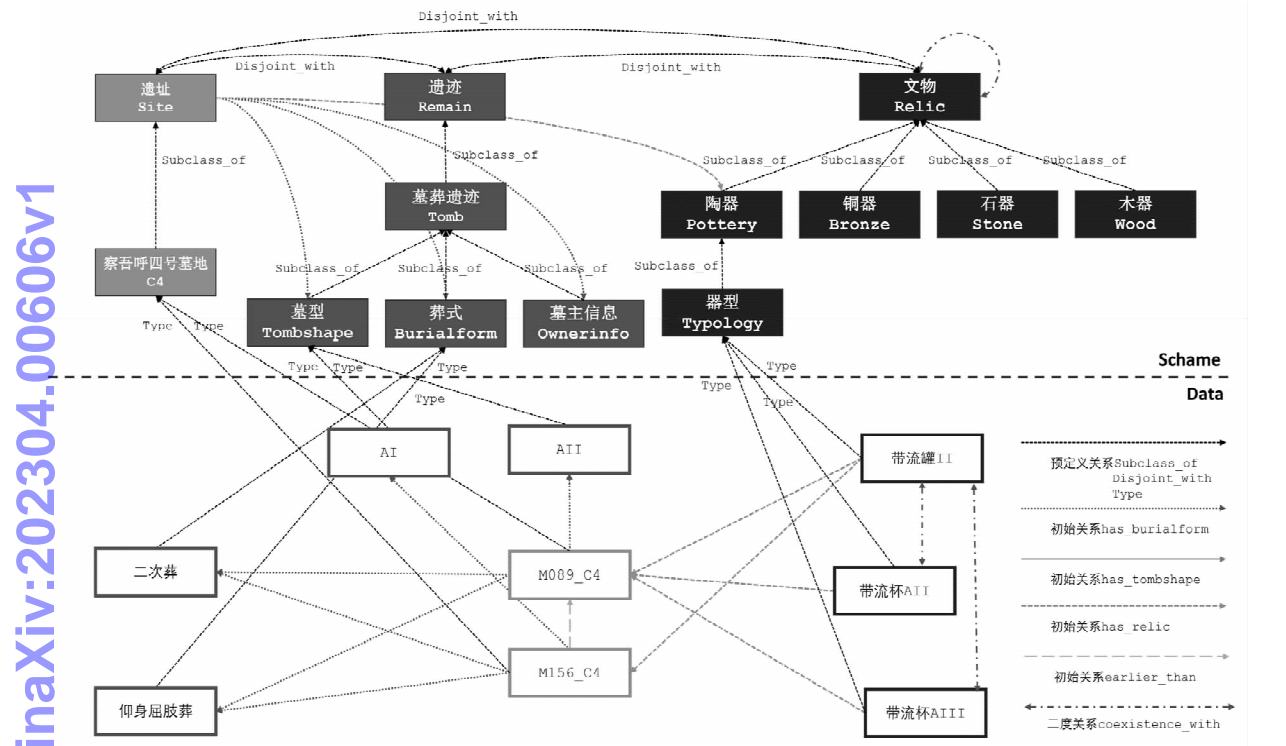 Disjoint_with
Disjoint_with
Disjoint_with
遗址
Site
遗迹
Remain
文物
Relic
Subclass_of
Subclass_of
Subclass_of
Subclass_of
Subclass_of
Subclass_of
墓葬遗迹
Tomb
陶器
Pottery
铜器
Bronze
石器
Stone
木器
Wood
察吾呼四号墓地
C4
Subclass_of
Subclass_of
Subclass_of
Subclass_of
墓型
Tombshape
葬式
Burialform
墓主信息
Ownerinfo
器型
Typology
Type
Type
Type
Type
Type
Type
Type
Type
Type
Schame
Data
AI
AII
带流罐II
二次葬
M089_C4
带流杯AII
仰身屈肢葬
M156_C4
带流杯AIII
预定义关系Subclass_of
Disjoint_with
Type
初始关系has_burialform
初始关系has_tombshape
初始关系has_relic
初始关系earlier_than
二度关系coexistence_with
inaXiv:202304.00606v1